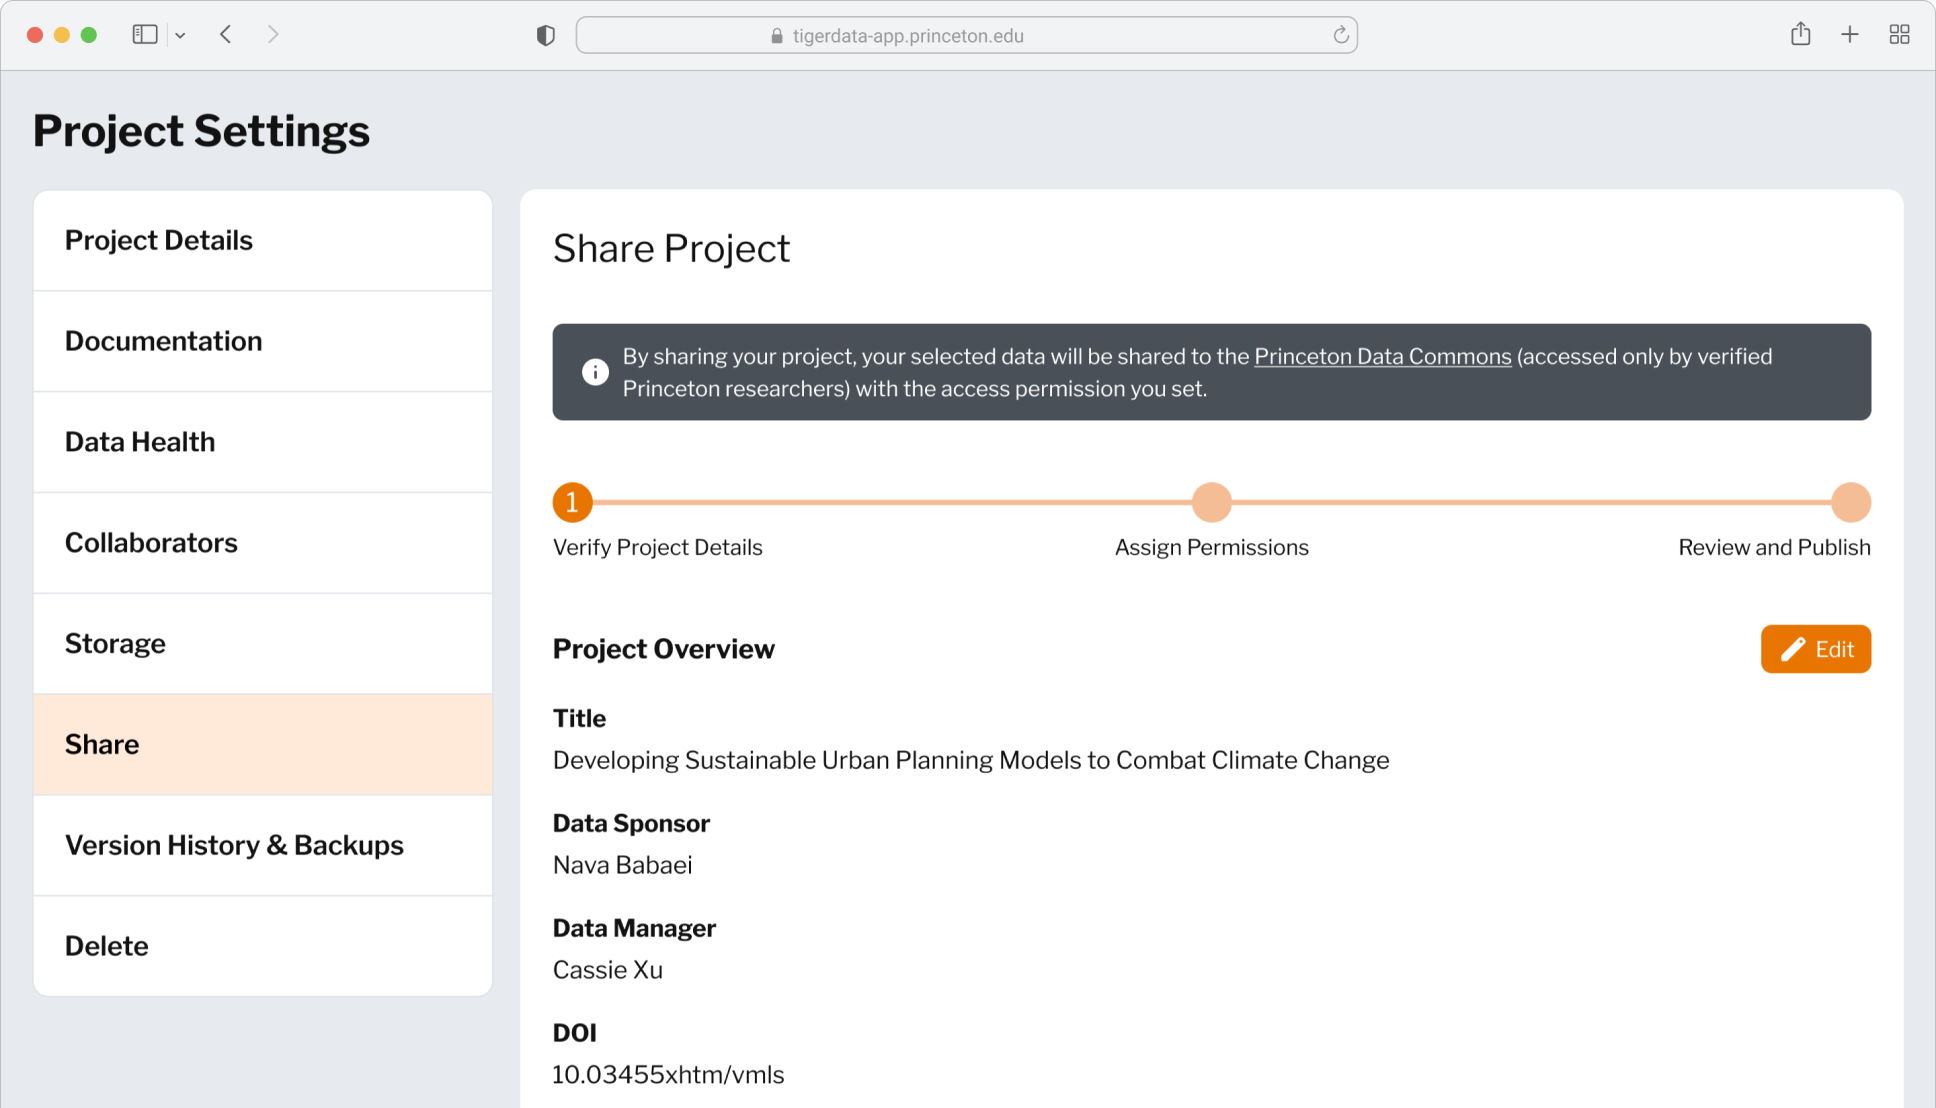 tigerdata-app.princeton.edu
Project Settings
Project Details
Documentation
Data Health
Collaborators
Storage
Share
Version History & Backups
Delete
Share Project
By sharing your project, your selected data will be shared to the Princeton Data Commons (accessed only by verified
Princeton researchers) with the access permission you set.
1
Verify Project Details
Assign Permissions
Review and Publish
Project Overview
Edit
Title
Developing Sustainable Urban Planning Models to Combat Climate Change
Data Sponsor
Nava Babaei
Data Manager
Cassie Xu
DOI
10.03455xhtm/vmls